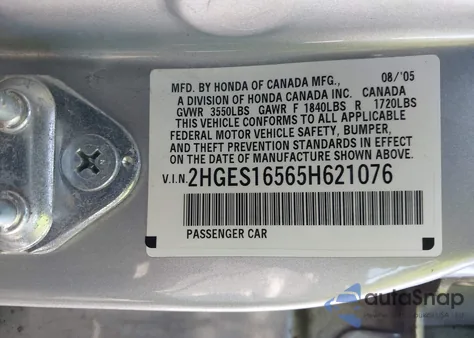 MFD. BY HONDA OF CANADA MFG., 08/'05
A DIVISION OF HONDA CANADA INC. CANADA
GVWR 3550LBS GAWR F 1840LBS R 1720LBS
THIS VEHICLE CONFORMS TO ALL APPLICABLE
FEDERAL MOTOR VEHICLE SAFETY, BUMPER,
AND THEFT PREVENTION STANDARDS IN EFFECT
ON THE DATE OF MANUFACTURE SHOWN ABOVE.
V.I.N. 2HGES16565H621076
PASSENGER CAR
autoSnap